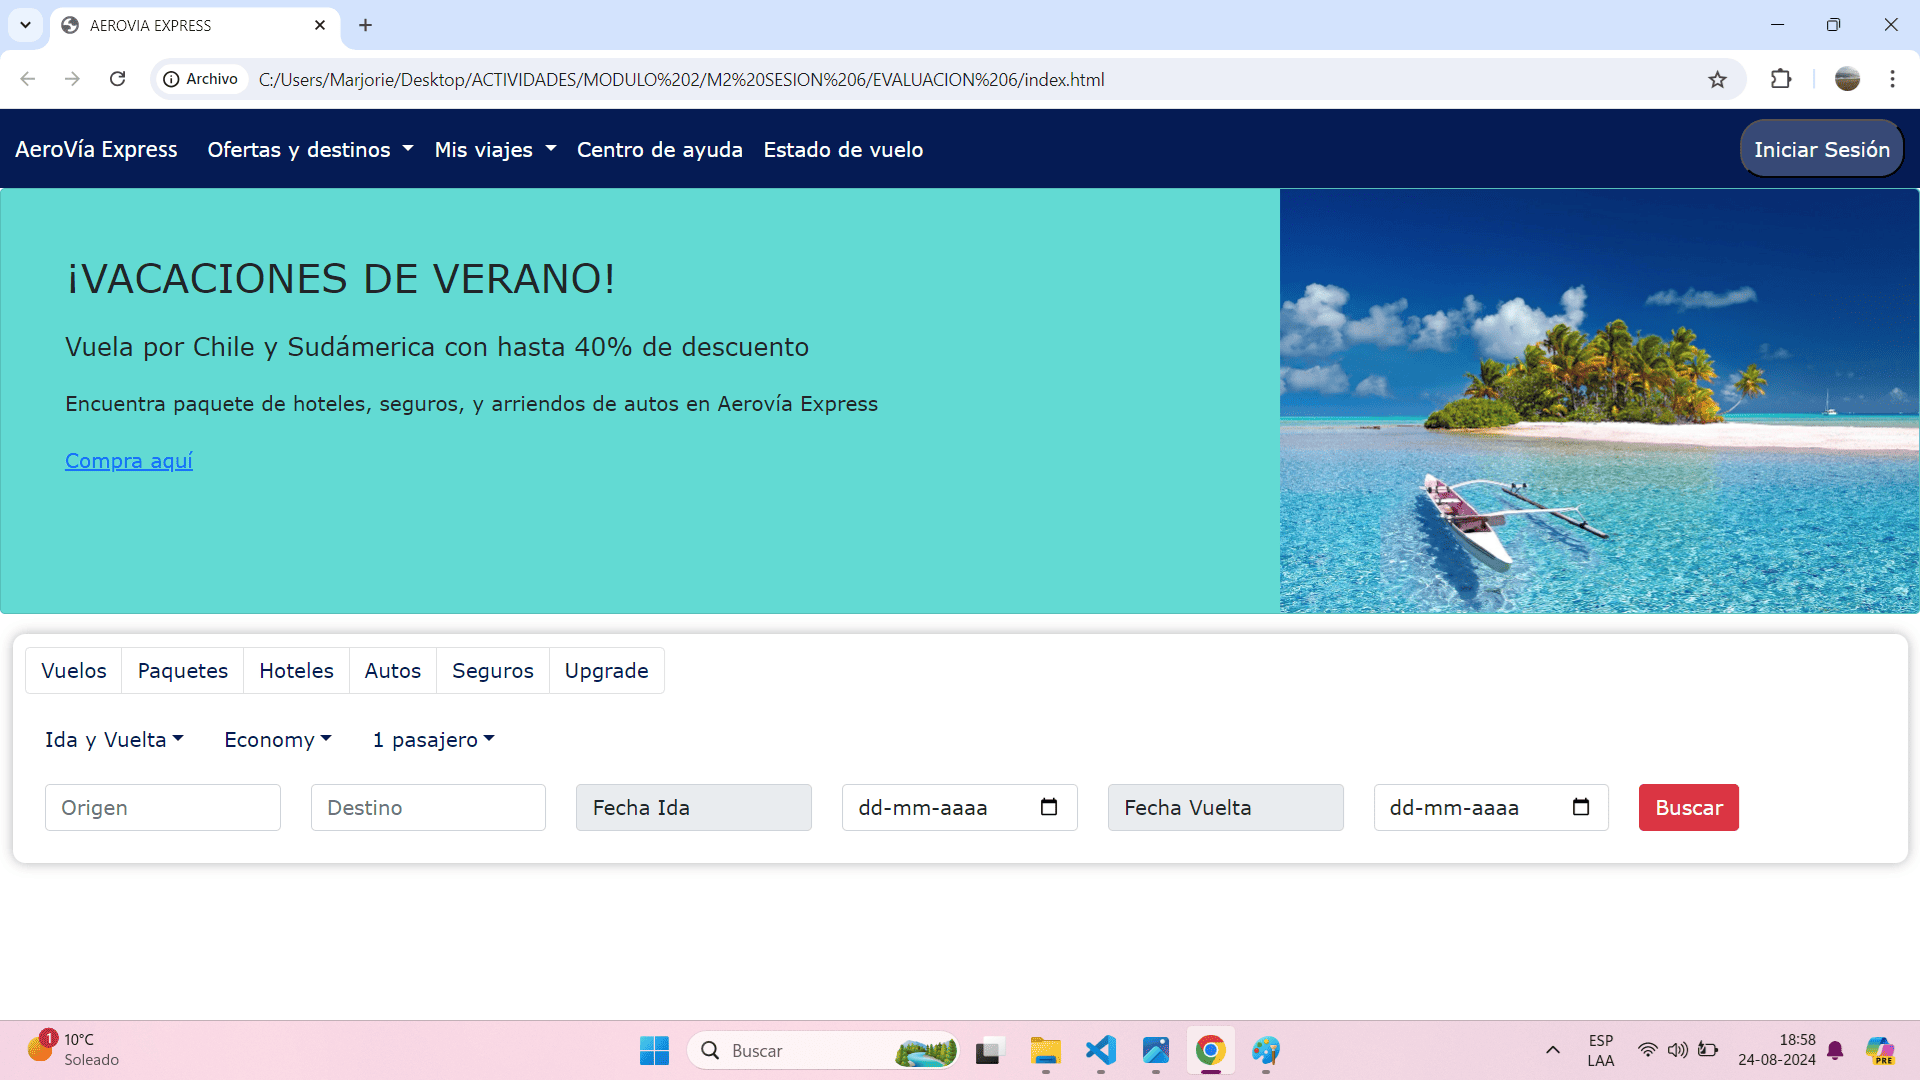 AEROVIA EXPRESS
Archivo C:/Users/Marjorie/Desktop/ACTIVIDADES/MODULO%202/M2%20SESION%206/EVALUACION%206/index.html
AeroVía Express Ofertas y destinos Mis viajes Centro de ayuda Estado de vuelo Iniciar Sesión
¡VACACIONES DE VERANO!
Vuela por Chile y Sudámerica con hasta 40% de descuento
Encuentra paquete de hoteles, seguros, y arriendos de autos en Aerovía Express
Compra aquí
Vuelos Paquetes Hoteles Autos Seguros Upgrade
Ida y Vuelta Economy 1 pasajero
Origen Destino Fecha Ida dd-mm-aaaa Fecha Vuelta dd-mm-aaaa Buscar
1 10°C
Soleado
Buscar
ESP
LAA
18:58
24-08-2024
PRE